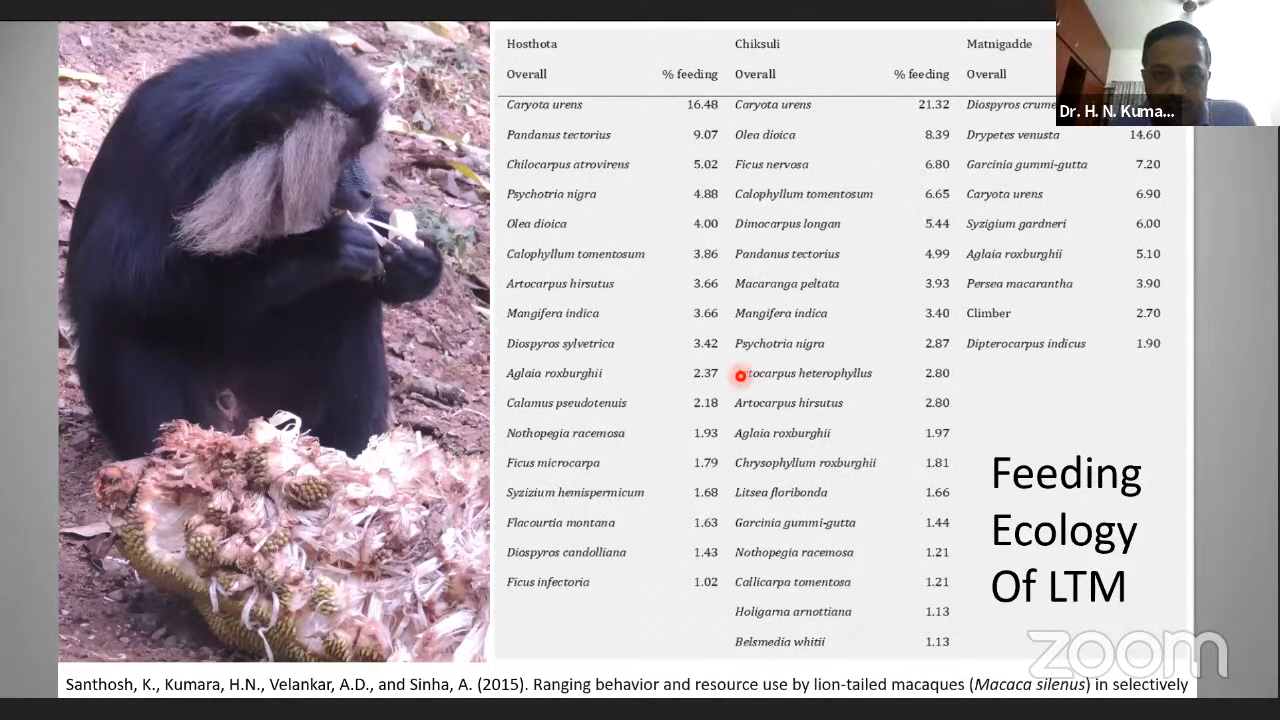 Hosthota Chiksuli Matnigadde
Overall % feeding Overall % feeding Overall
Caryota urens 16.48 Caryota urens 21.32 Diospyros
Pandanus tectorius 9.07 Olea dioica 8.39 Drypetes venusta 14.60
Chilocarpus atrovirens 5.02 Ficus nervosa 6.80 Garcinia gummi-gutta 7.20
Psychotria nigra 4.88 Calophyllum tomentosum 6.65 Caryota urens 6.90
Olea dioica 4.00 Dimocarpus longan 5.44 Syzigium gardneri 6.00
Calophyllum tomentosum 3.86 Pandanus tectorius 4.99 Aglaia roxburghii 5.10
Artocarpus hirsutus 3.66 Macaranga peltata 3.93 Persea macarantha 3.90
Mangifera indica 3.66 Mangifera indica 3.40 Climber 2.70
Diospyros sylvetrica 3.42 Psychotria nigra 2.87 Dipterocarpus indicus 1.90
Aglaia roxburghii 2.37 heterophyllus 2.80
Calamus pseudotenuis 2.18 Artocarpus hirsutus 2.80
Nothopegia racemosa 1.93 Aglaia roxburghii 1.97
Ficus microcarpa 1.79 Chrysophyllum roxburghii 1.81
Syzizium hemispermicum 1.68 Litsea floribonda 1.66
Flacourtia montana 1.63 Garcinia gummi-gutta 1.44
Diospyros candolliana 1.43 Nothopegia racemosa 1.21
Ficus infectoria 1.02 Callicarpa tomentosa 1.21
Holigarna arnottiana 1.13
Belsmedia whitii 1.13
Dr. H. N. Kuma...
Feeding
Ecology
Of LTM
zoom
Santhosh, K., Kumara, H.N., Velankar, A.D., and Sinha, A. (2015). Ranging behavior and resource use by lion-tailed macaques (Macaca silenus) in selectively